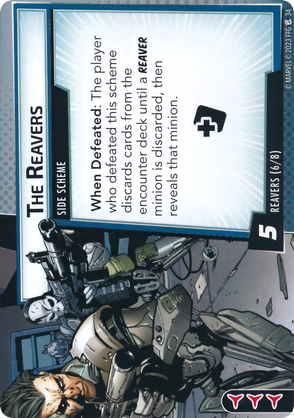 THE REAVERS
SIDE SCHEME
When Defeated: The player
who defeated this scheme
discards cards from the
encounter deck until a REAVER
minion is discarded, then
reveals that minion.
5
REAVERS (6/8)
© MARVEL © 2023 FFG 34